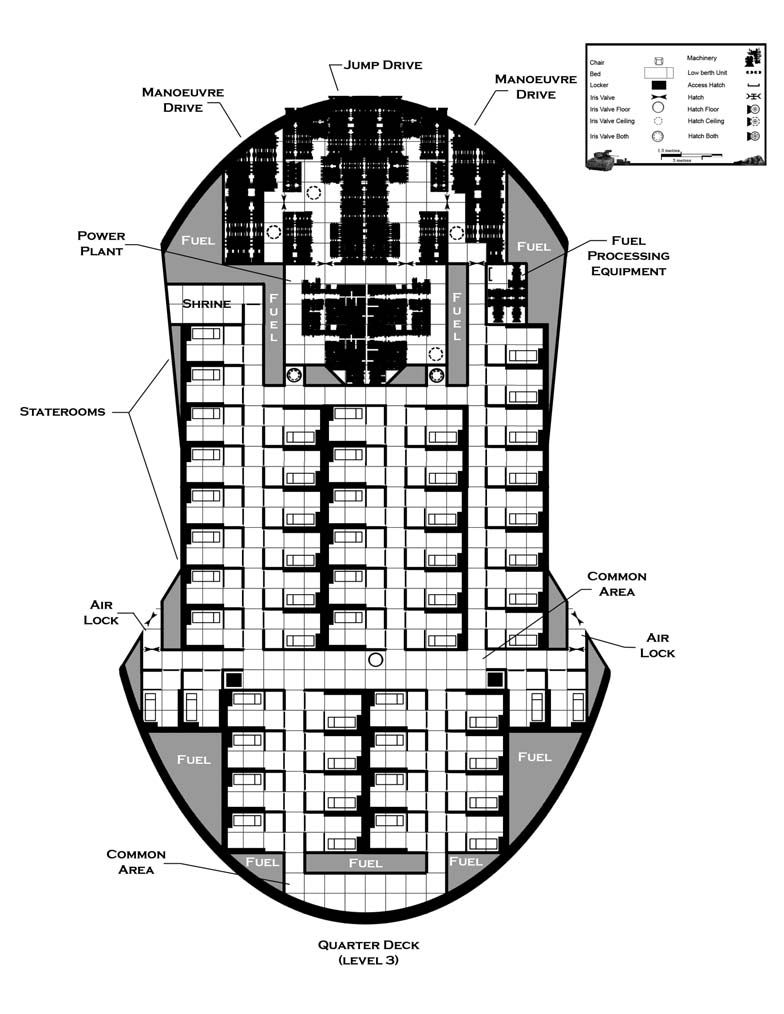 Jump Drive
Manoeuvre
Drive
Manoeuvre
Drive
Chair
Bed
Locker
Iris Valve
Iris Valve Floor
Iris Valve Ceiling
Iris Valve Both
Machinery
Low berth Unit
Access Hatch
Hatch
Hatch Floor
Hatch Ceiling
Hatch Both
1.5 metres
3 metres
Fuel
Fuel
Power
Plant
Fuel
Processing
Equipment
Shrine
Fuel
Fuel
Staterooms
Common
Area
Air
Lock
Air
Lock
Fuel
Fuel
Common
Area
Fuel
Fuel
Fuel
Quarter Deck
(level 3)